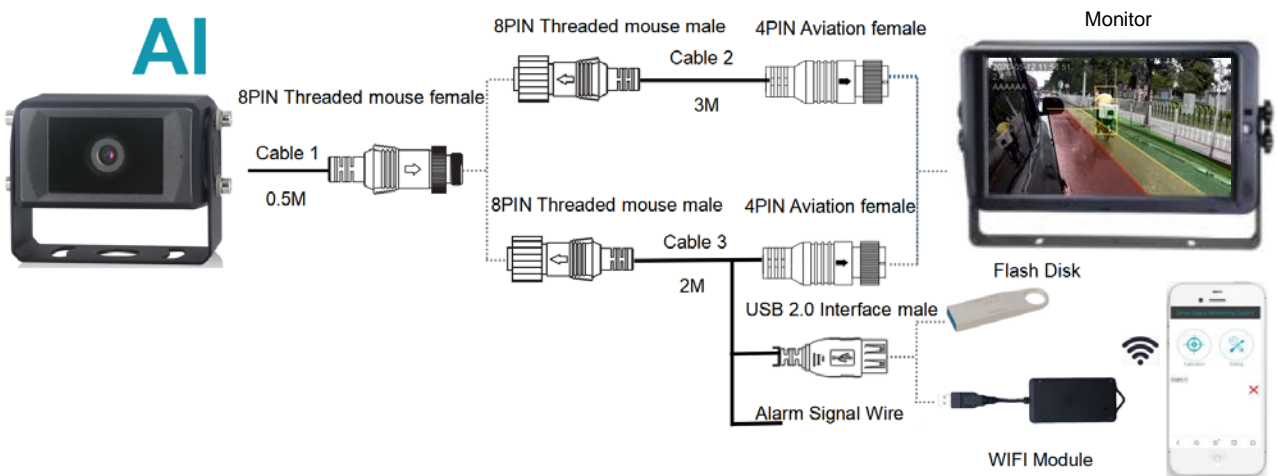 AI
8PIN Threaded mouse male
4PIN Aviation female
Monitor
Cable 2
3M
8PIN Threaded mouse female
Cable 1
0.5M
AAAAAA
8PIN Threaded mouse male
4PIN Aviation female
Cable 3
2M
Flash Disk
USB 2.0 Interface male
Alarm Signal Wire
WIFI Module